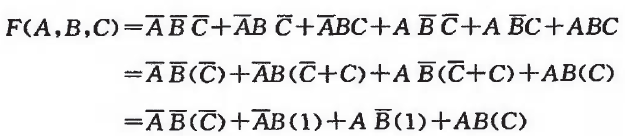 F(A,B,C)=A̅ B̅ C̅+A̅B C̅+A̅BC+A B̅ C̅+A B̅C+ABC
=A̅ B̅(C̅)+A̅B(C̅+C)+A B̅(C̅+C)+AB(C)
=A̅ B̅(C̅)+A̅B(1)+A B̅(1)+AB(C)